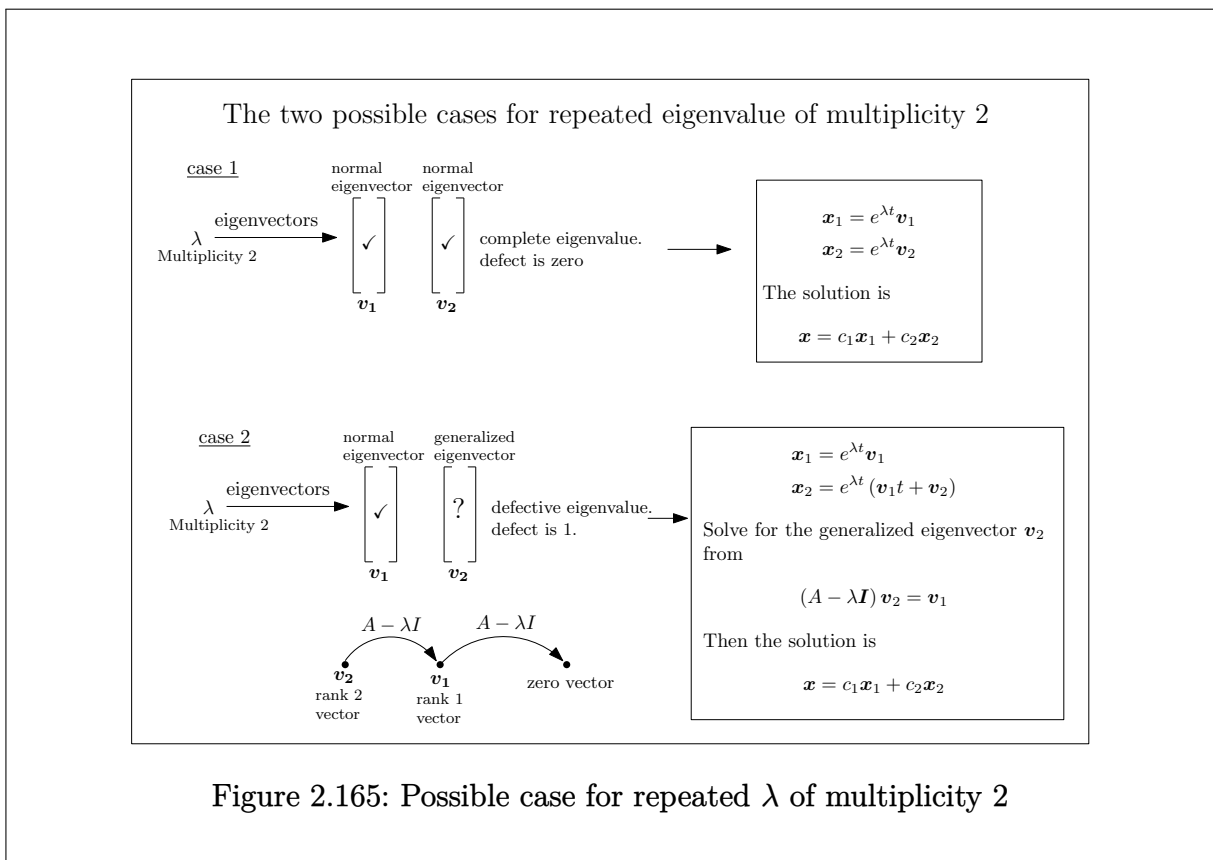 The two possible cases for repeated eigenvalue of multiplicity 2
case 1
normal eigenvector
normal eigenvector
eigenvectors
λ
Multiplicity 2
✓
✓
v₁
v₂
complete eigenvalue.
defect is zero
x₁ = e^{λt}v₁
x₂ = e^{λt}v₂
The solution is
x = c₁x₁ + c₂x₂
case 2
normal eigenvector
generalized eigenvector
eigenvectors
λ
Multiplicity 2
✓
?
v₁
v₂
defective eigenvalue.
defect is 1.
A − λI
A − λI
v₂
rank 2
vector
v₁
rank 1
vector
zero vector
x₁ = e^{λt}v₁
x₂ = e^{λt} (v₁t + v₂)
Solve for the generalized eigenvector v₂
from
(A − λI) v₂ = v₁
Then the solution is
x = c₁x₁ + c₂x₂
Figure 2.165: Possible case for repeated λ of multiplicity 2